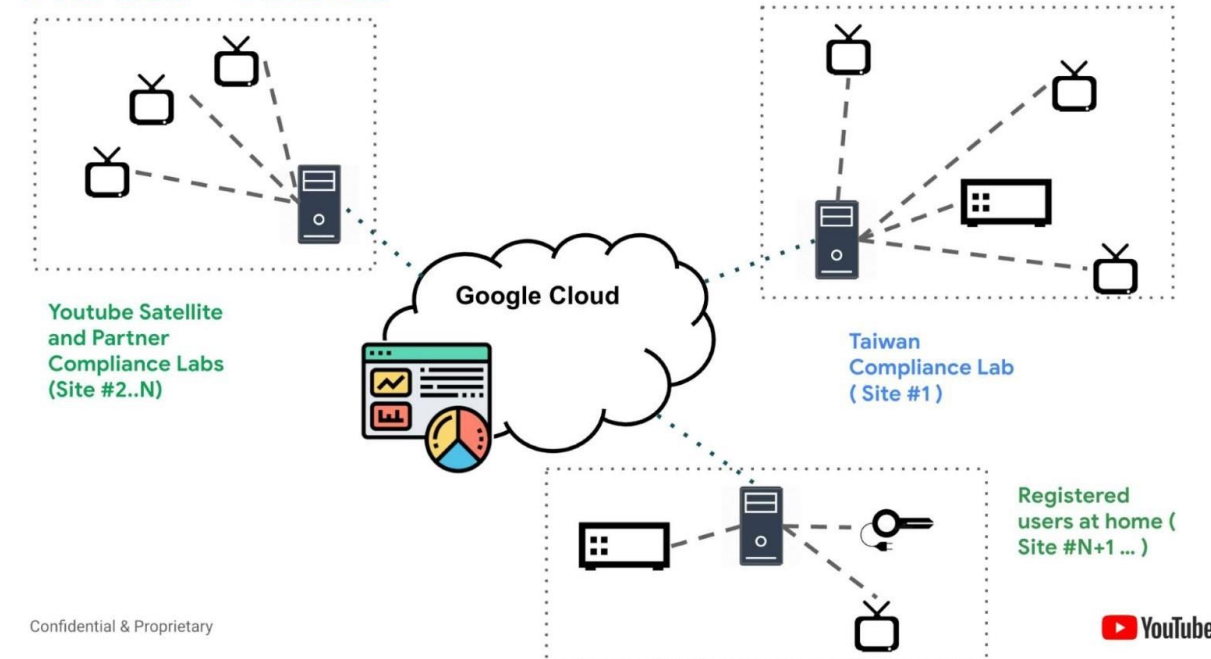 Google Cloud
Youtube Satellite
and Partner
Compliance Labs
(Site #2..N)
Taiwan
Compliance Lab
( Site #1 )
Registered
users at home (
Site #N+1 ... )
Confidential & Proprietary
YouTube